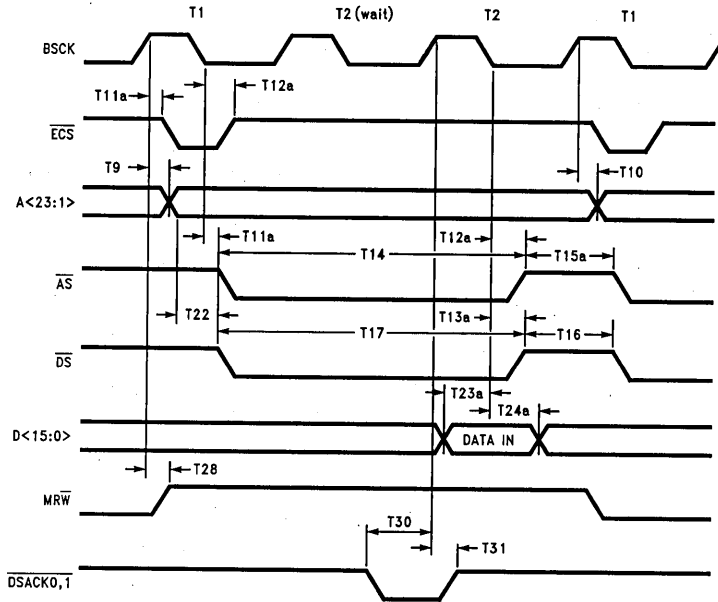 T1 T2 (wait) T2 T1
BSCK
T11a T12a
ECS
T9 T10
A<23:1>
T11a T14 T12a T15a
AS
T22 T17 T13a T16
DS
T23a T24a
D<15:0> DATA IN
T28
MRW
T30 T31
DSACK0,1